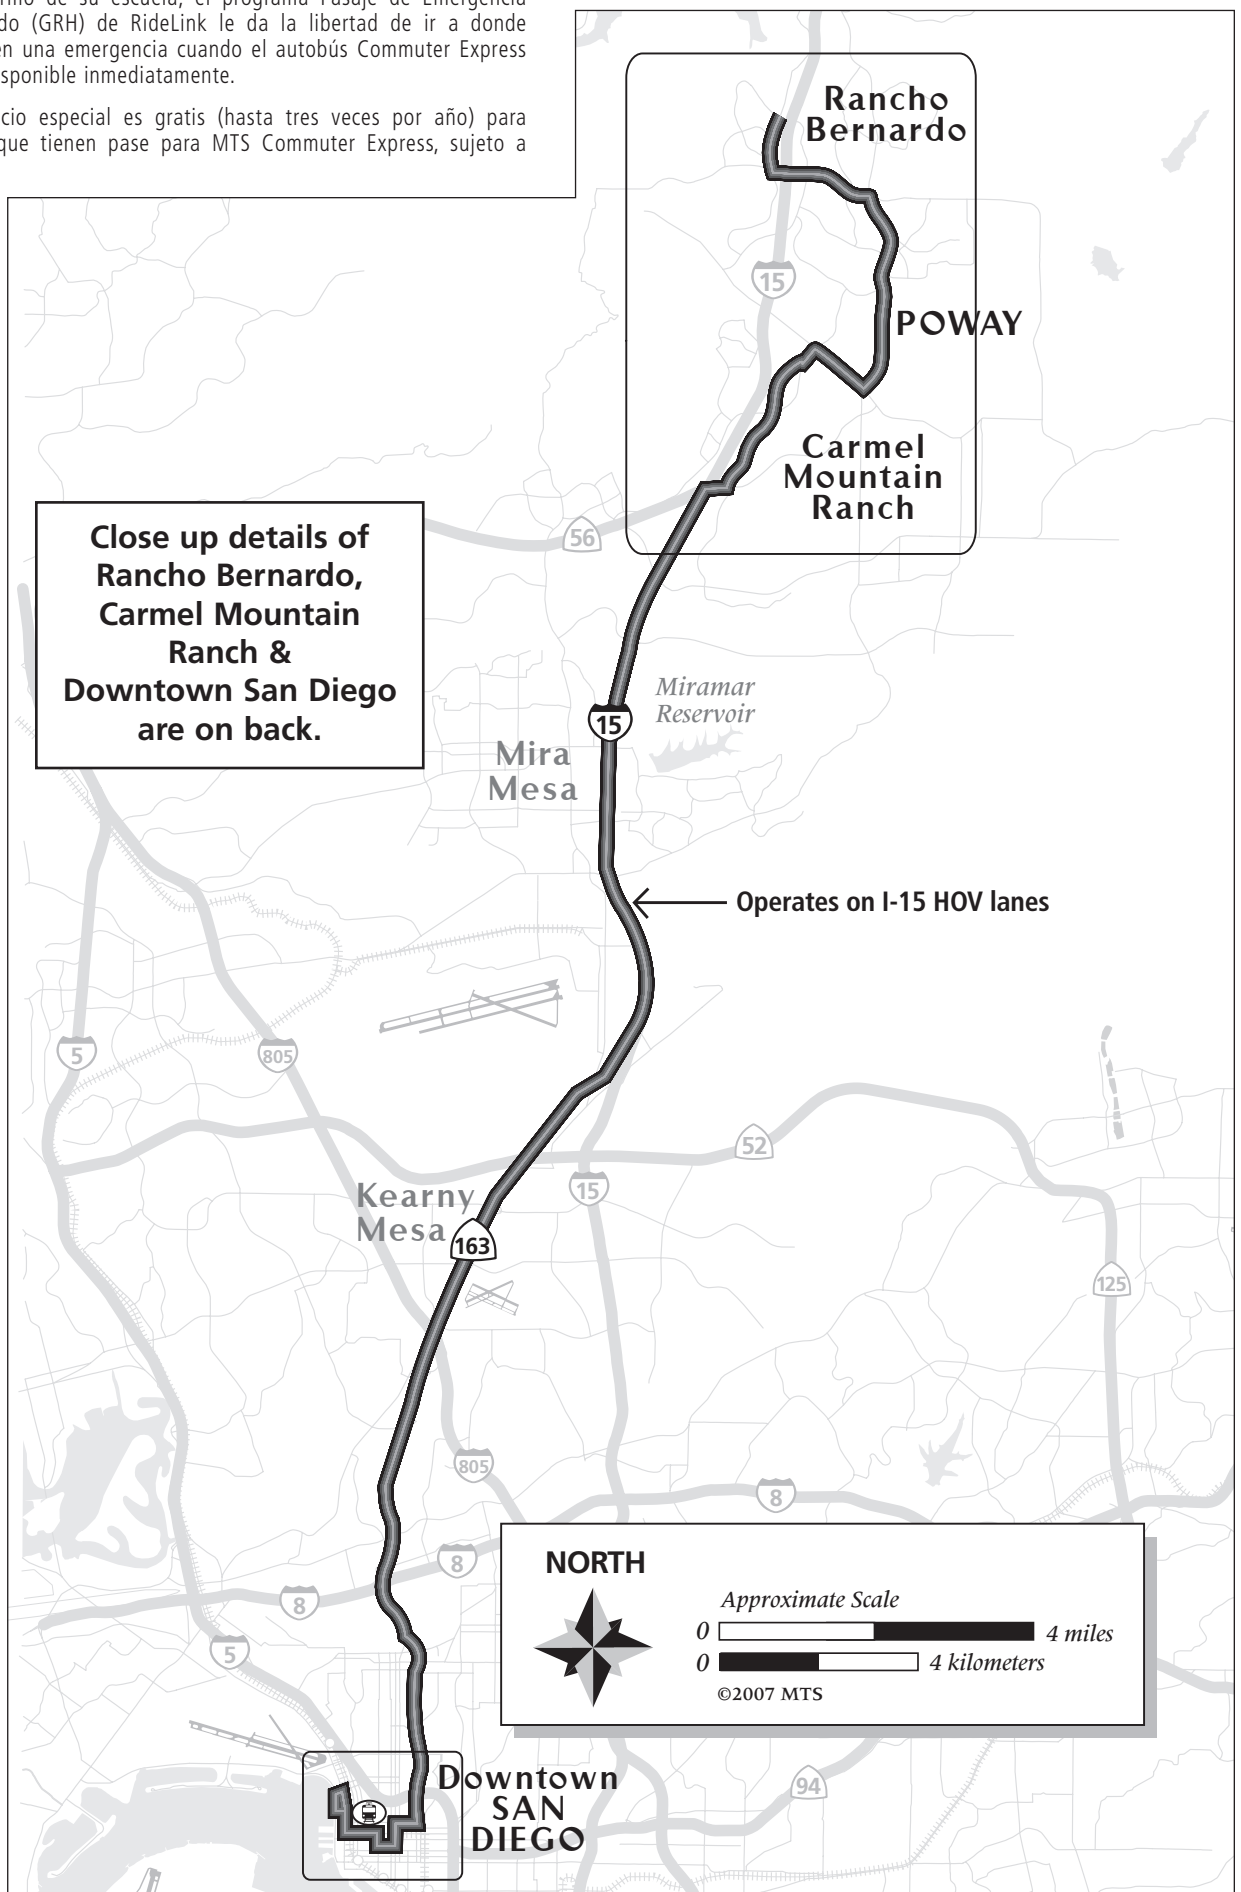 do (GRH) de RideLink le da la libertad de ir a donde
en una emergencia cuando el autobús Commuter Express
sponible inmediatamente.
cio especial es gratis (hasta tres veces por año) para
que tienen pase para MTS Commuter Express, sujeto a
Rancho
Bernardo
15
POWAY
Carmel
Mountain
Ranch
56
Close up details of
Rancho Bernardo,
Carmel Mountain
Ranch &
Downtown San Diego
are on back.
Miramar
Reservoir
15
Mira
Mesa
Operates on I-15 HOV lanes
5
805
52
15
Kearny
Mesa
163
125
805
8
8
8
5
NORTH
Approximate Scale
0 4 miles
0 4 kilometers
©2007 MTS
94
Downtown
SAN
DIEGO